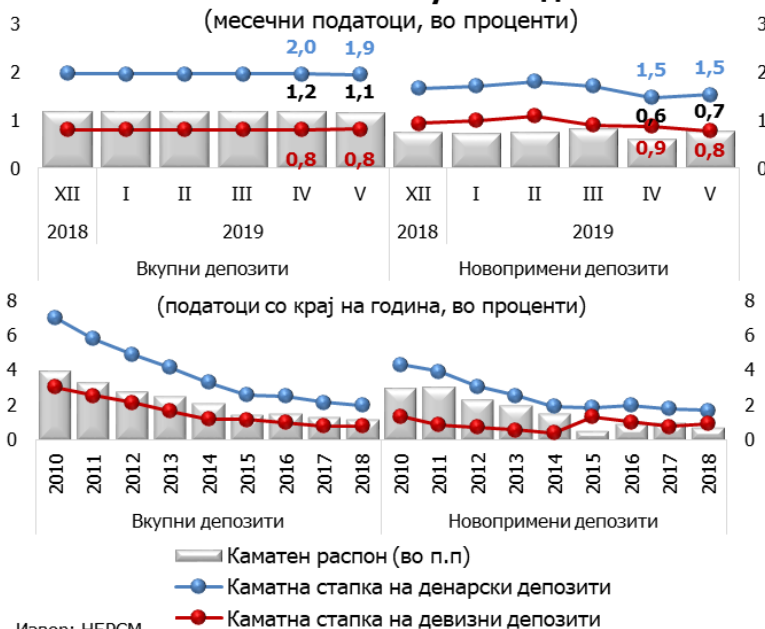 (месечни податоци, во проценти)
3 3
2 2
1 1
0 0
2,0 1,9
1,2 1,1
0,8 0,8
1,5 1,5
0,6 0,7
0,9 0,8
XII I II III IV V XII I II III IV V
2018 2019 2018 2019
Вкупни депозити Новопримени депозити
(податоци со крај на година, во проценти)
8 8
6 6
4 4
2 2
0 0
2010 2011 2012 2013 2014 2015 2016 2017 2018 2010 2011 2012 2013 2014 2015 2016 2017 2018
Вкупни депозити Новопримени депозити
Каматен распон (во п.п)
Каматна стапка на денарски депозити
Каматна стапка на девизни депозити